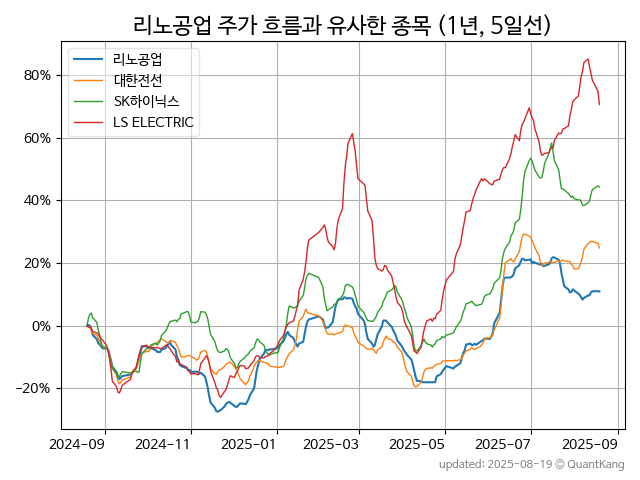 리노공업 주가 흐름과 유사한 종목 (1년, 5일선)
리노공업
대한전선
SK하이닉스
LS ELECTRIC
80%
60%
40%
20%
0%
−20%
2024−09
2024−11
2025−01
2025−03
2025−05
2025−07
2025−09
updated: 2025-08-19 © QuantKang